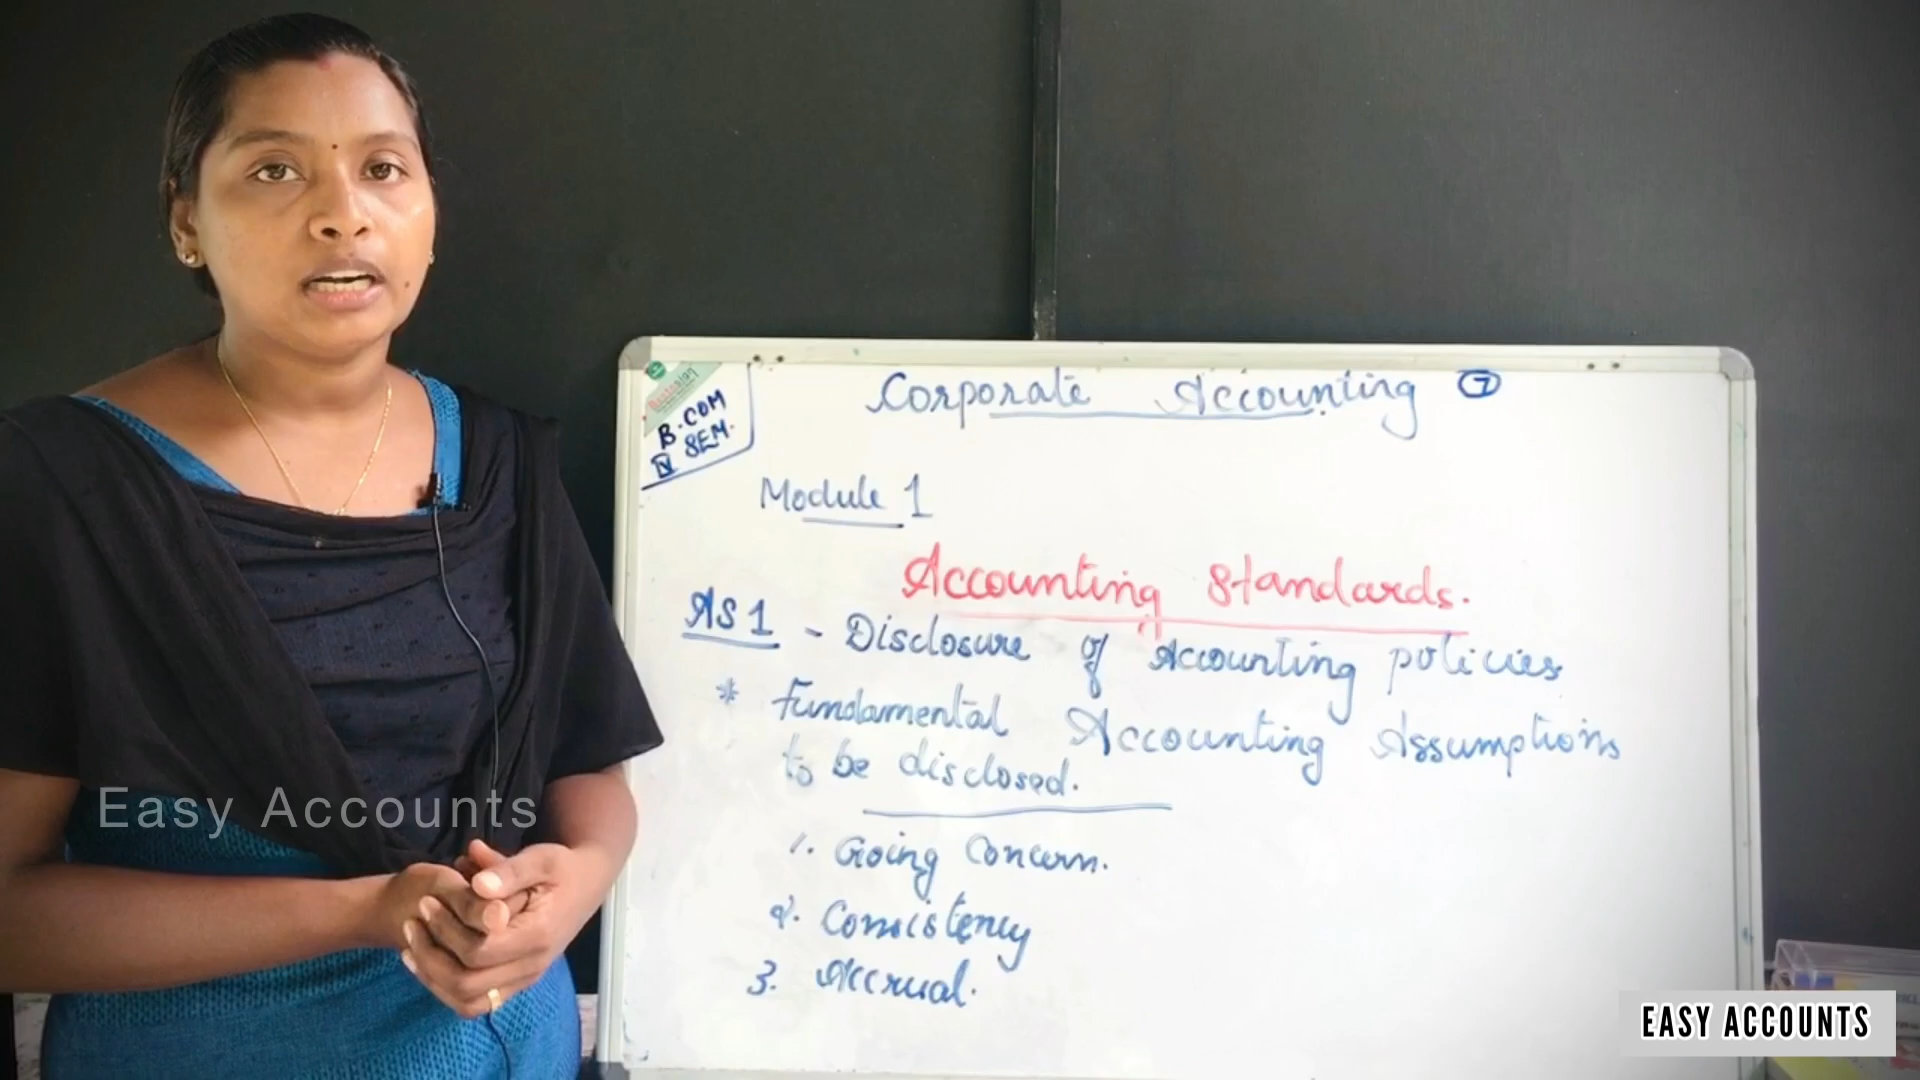 Corporate Accounting 7
B.COM
IV SEM.
Module 1
Accounting Standards.
AS 1 - Disclosure of Accounting policies
* Fundamental Accounting Assumptions
to be disclosed.
1. Going Concern.
2. Consistency
3. Accrual.
Easy Accounts
EASY ACCOUNTS